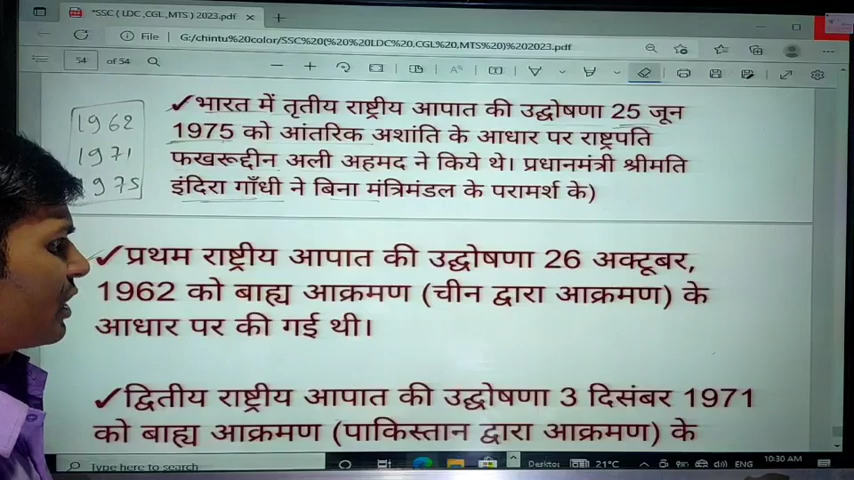 *SSC ( LDC ,CGL ,MTS ) 2023.pdf
File G:/chintu%20color/SSC%20(%20%20LDC%20,CGL%20,MTS%20)%202023.pdf
54 of 54
1962
1971
1975
✓भारत में तृतीय राष्ट्रीय आपात की उद्घोषणा 25 जून
1975 को आंतरिक अशांति के आधार पर राष्ट्रपति
फखरूद्दीन अली अहमद ने किये थे। प्रधानमंत्री श्रीमति
इंदिरा गाँधी ने बिना मंत्रिमंडल के परामर्श के)
✓प्रथम राष्ट्रीय आपात की उद्घोषणा 26 अक्टूबर,
1962 को बाह्य आक्रमण (चीन द्वारा आक्रमण) के
आधार पर की गई थी।
✓द्वितीय राष्ट्रीय आपात की उद्घोषणा 3 दिसंबर 1971
को बाह्य आक्रमण (पाकिस्तान द्वारा आक्रमण) के
Type here to search
Desktop 21°C ENG 10:30 AM